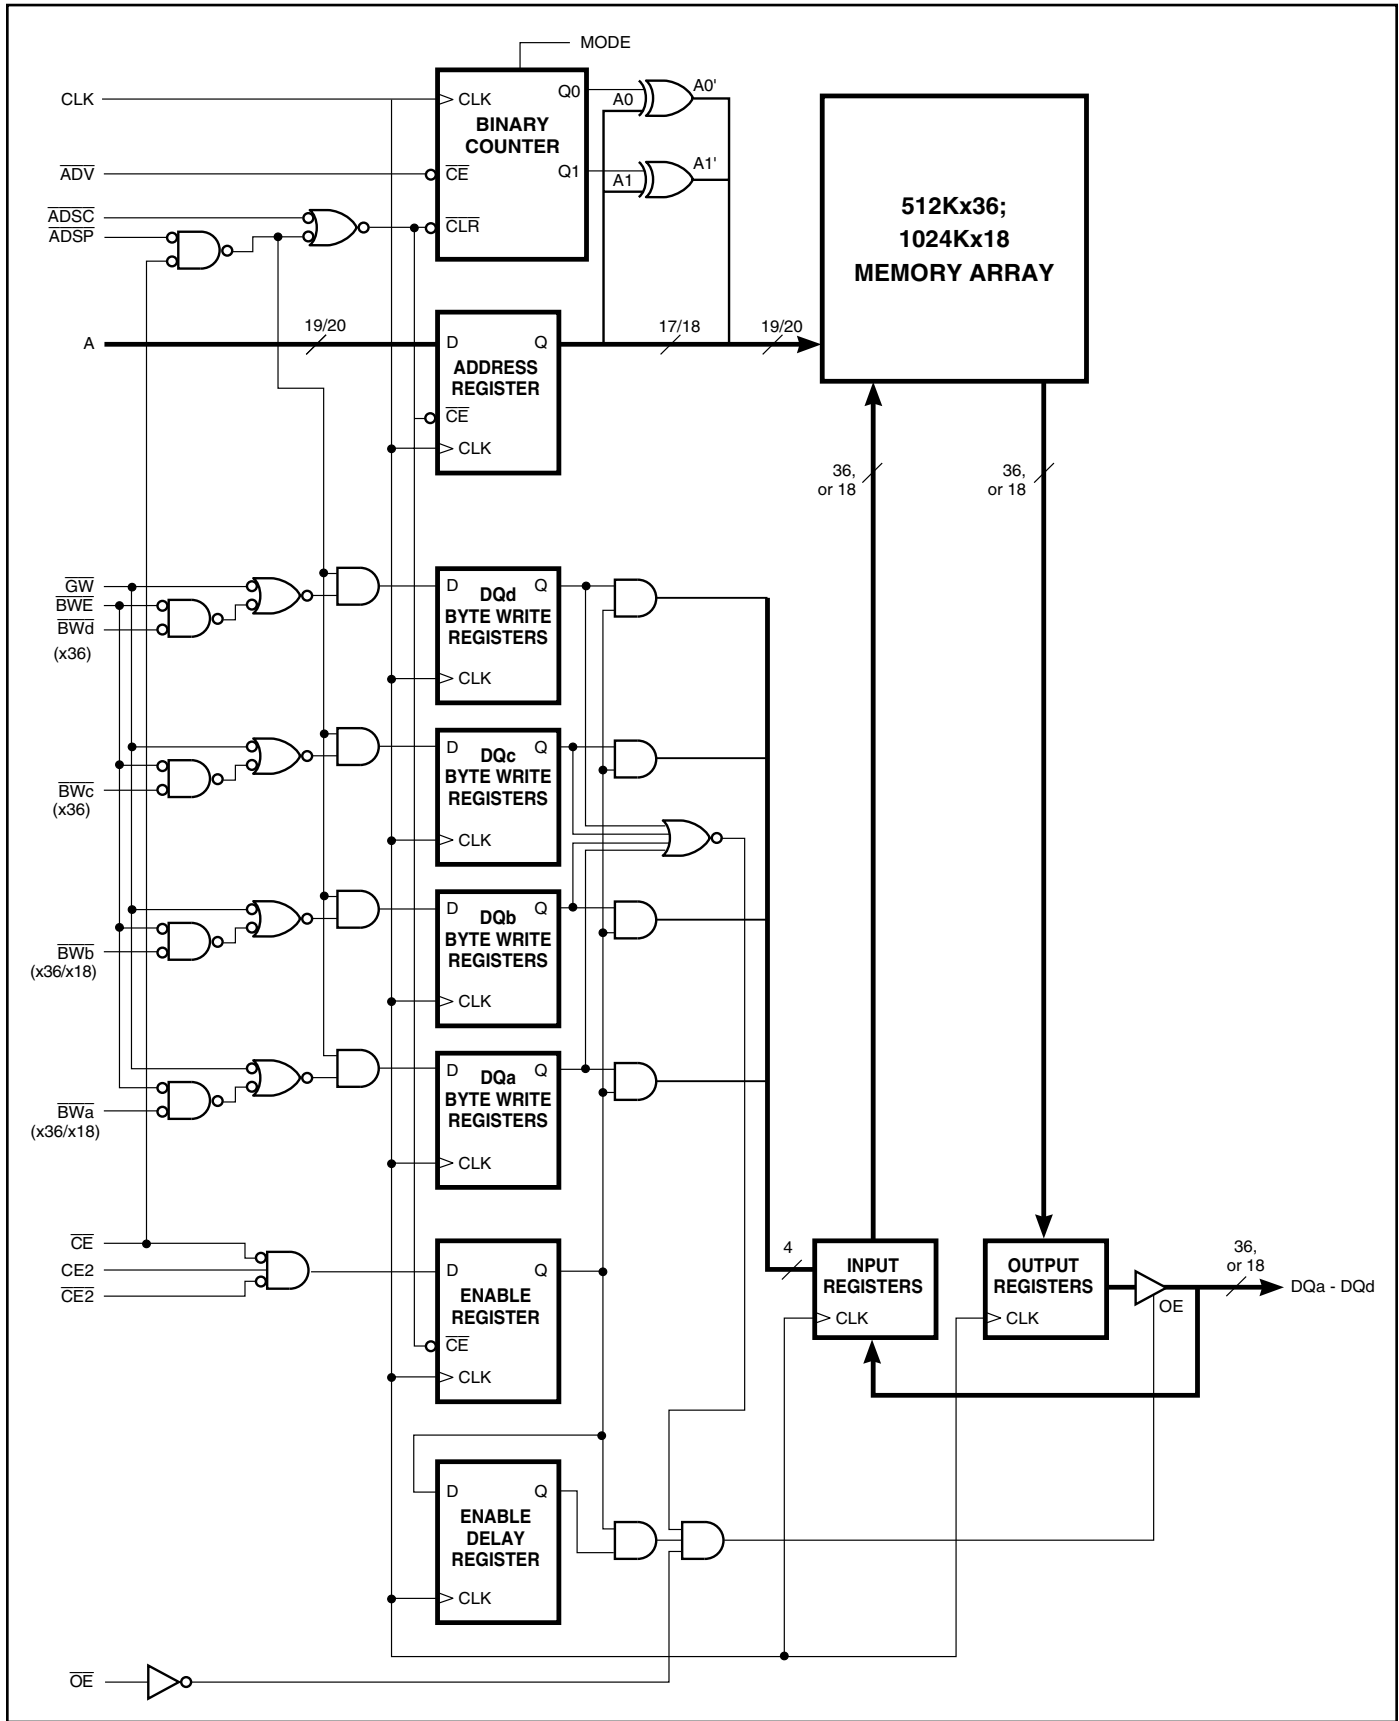 MODE
CLK
CLK
Q0
A0
A0'
BINARY
COUNTER
ADV
CE
Q1
A1
A1'
ADSC
ADSP
CLR
512Kx36;
1024Kx18
MEMORY ARRAY
A
19/20
D
Q
17/18
19/20
ADDRESS
REGISTER
CE
CLK
36,
or 18
36,
or 18
GW
BWE
BWd
(x36)
D
DQd
Q
BYTE WRITE
REGISTERS
CLK
BWc
(x36)
D
DQc
Q
BYTE WRITE
REGISTERS
CLK
BWb
(x36/x18)
D
DQb
Q
BYTE WRITE
REGISTERS
CLK
BWa
(x36/x18)
D
DQa
Q
BYTE WRITE
REGISTERS
CLK
CE
CE2
CE2
D
Q
ENABLE
REGISTER
CE
CLK
4
INPUT
REGISTERS
CLK
OUTPUT
REGISTERS
CLK
OE
36,
or 18
DQa - DQd
D
Q
ENABLE
DELAY
REGISTER
CLK
OE